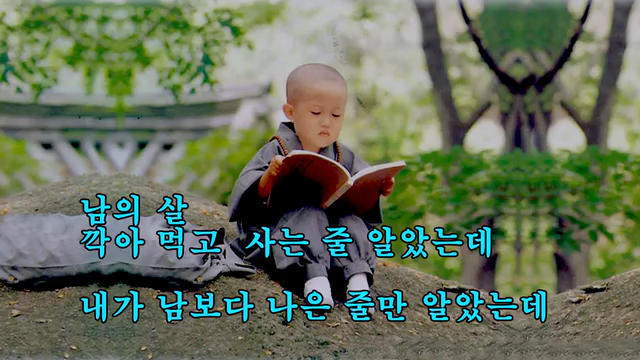 남의 살
깍아 먹고 사는 줄 알았는데
내가 남보다 나은 줄만 알았는데